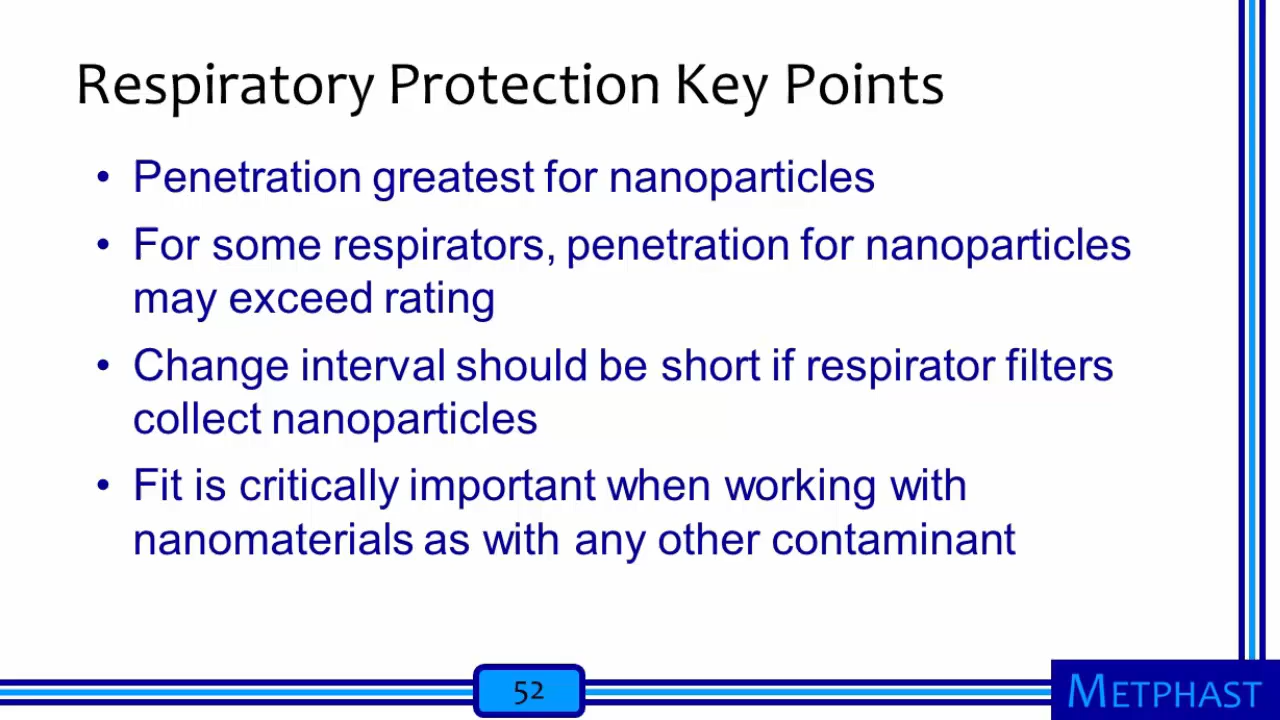 Respiratory Protection Key Points
• Penetration greatest for nanoparticles
• For some respirators, penetration for nanoparticles
may exceed rating
• Change interval should be short if respirator filters
collect nanoparticles
• Fit is critically important when working with
nanomaterials as with any other contaminant
52
METPHAST